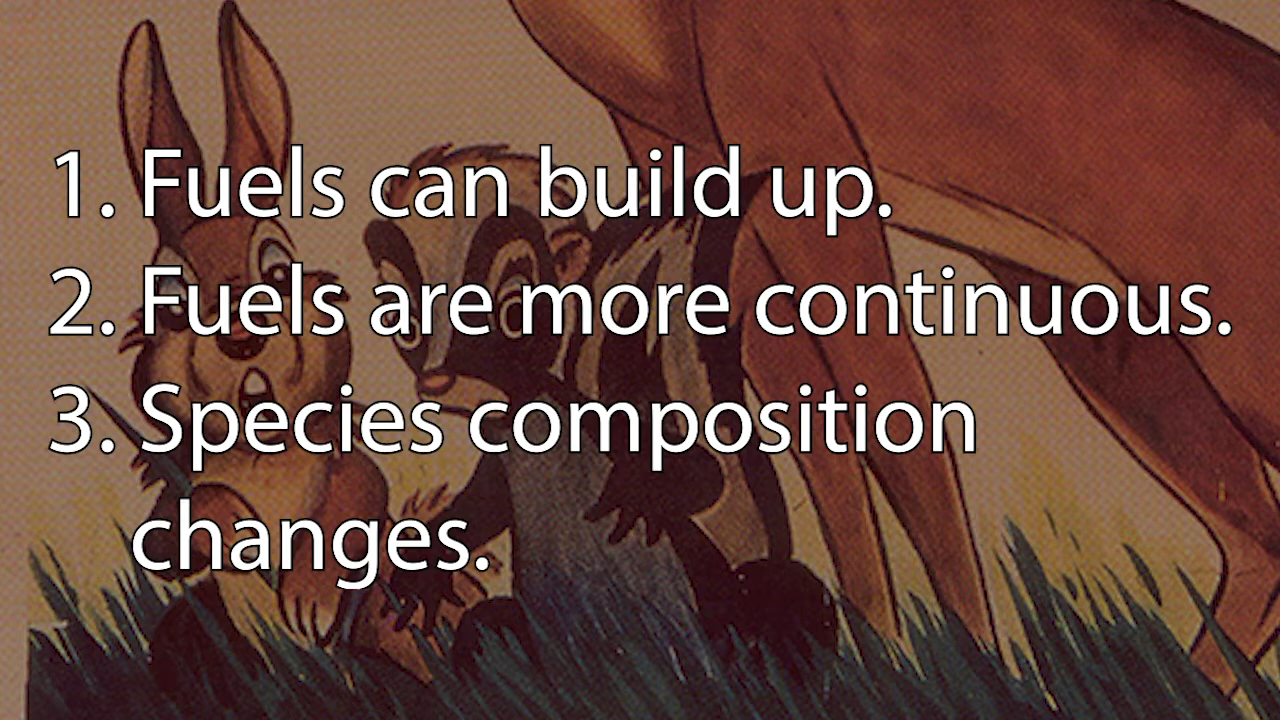 1. Fuels can build up.
2. Fuels are more continuous.
3. Species composition
changes.